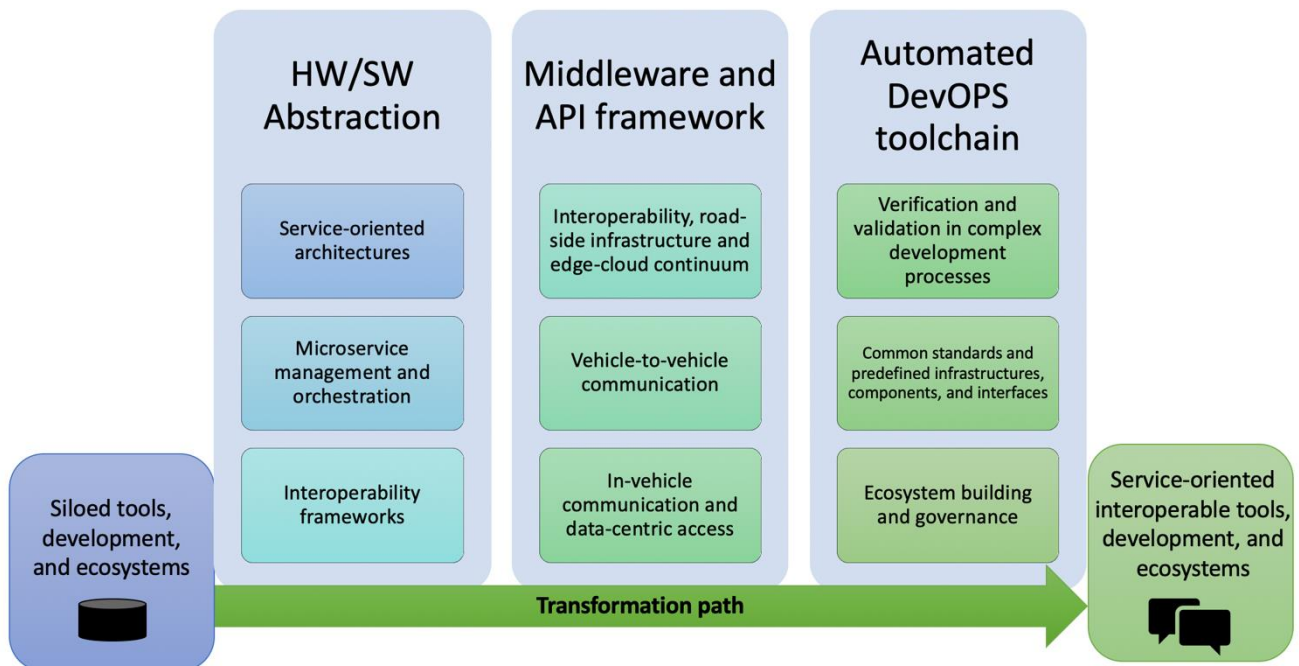 HW/SW
Abstraction
Service-oriented
architectures
Microservice
management and
orchestration
Interoperability
frameworks
Middleware and
API framework
Interoperability, road-
side infrastructure and
edge-cloud continuum
Vehicle-to-vehicle
communication
In-vehicle
communication and
data-centric access
Automated
DevOPS
toolchain
Verification and
validation in complex
development
processes
Common standards and
predefined infrastructures,
components, and interfaces
Ecosystem building
and governance
Siloed tools,
development,
and ecosystems
Transformation path
Service-oriented
interoperable tools,
development, and
ecosystems